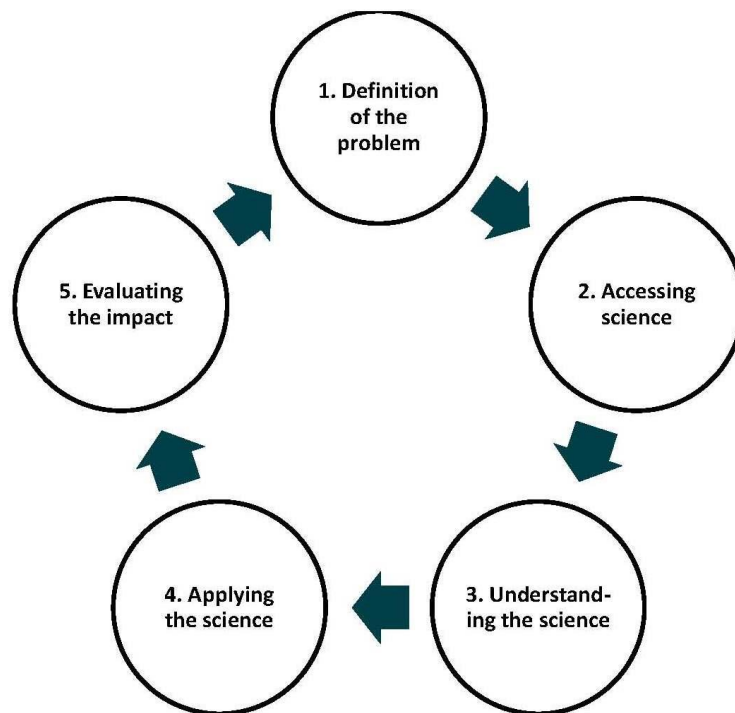 1. Definition
of the
problem
2. Accessing
science
3. Understand-
ing the science
4. Applying
the science
5. Evaluating
the impact